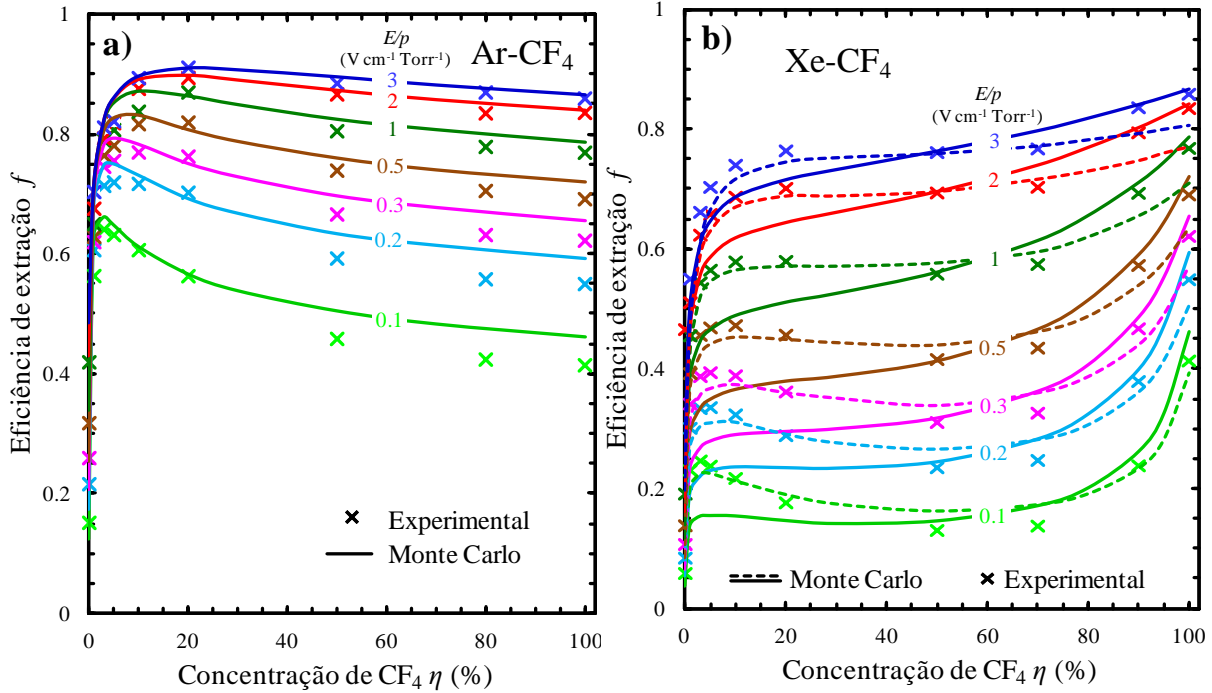 a)
E/p
(V cm⁻¹ Torr⁻¹)
Ar-CF₄
3
2
1
0.5
0.3
0.2
0.1
Experimental
Monte Carlo
Eficiência de extração f
1
0.8
0.6
0.4
0.2
0
0
20
40
60
80
100
Concentração de CF₄ η (%)
b)
Xe-CF₄
E/p
(V cm⁻¹ Torr⁻¹)
3
2
1
0.5
0.3
0.2
0.1
Monte Carlo
Experimental
Eficiência de extração f
1
0.8
0.6
0.4
0.2
0
0
20
40
60
80
100
Concentração de CF₄ η (%)